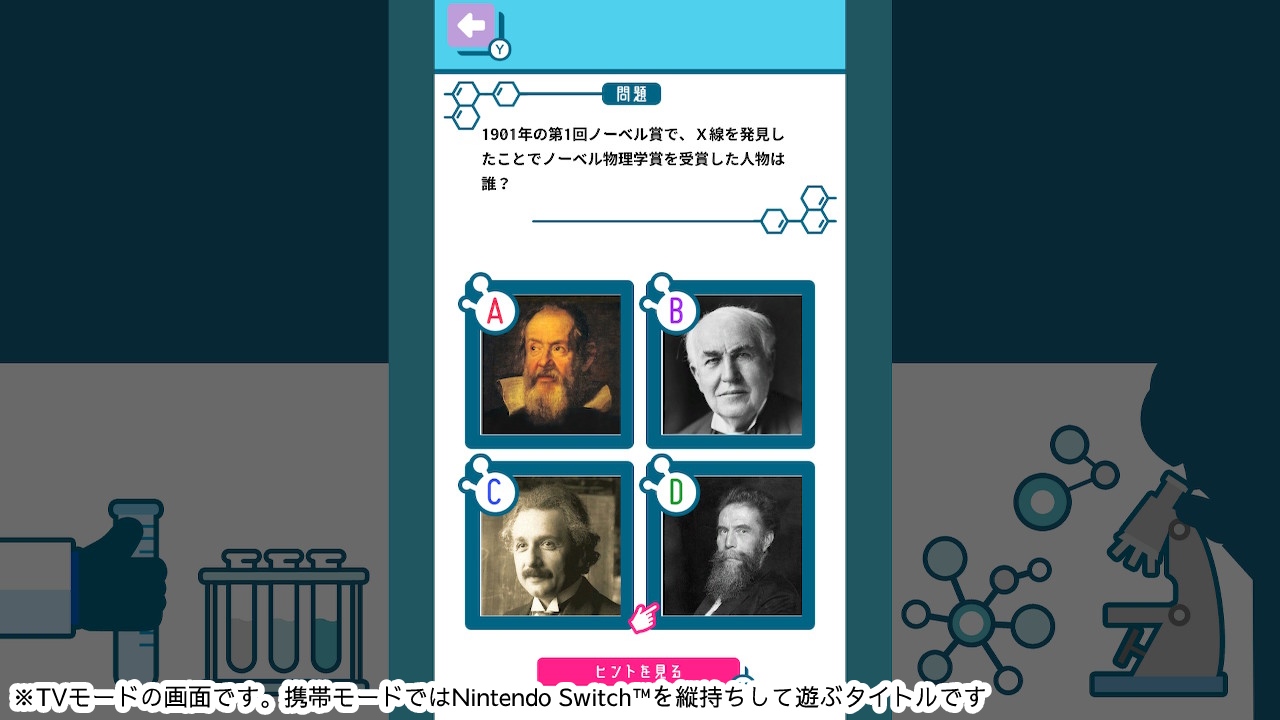 Y
問題
1901年の第1回ノーベル賞で、X線を発見し
たことでノーベル物理学賞を受賞した人物は
誰？
A
B
C
D
ヒントを見る
※TVモードの画面です。携帯モードではNintendo Switch™を縦持ちして遊ぶタイトルです